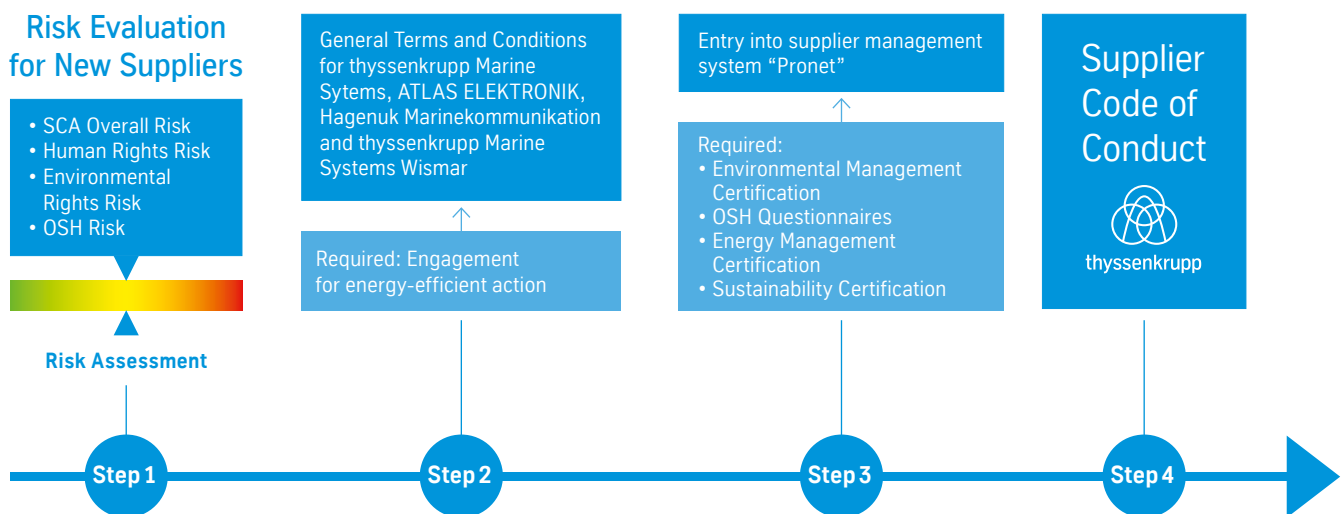 Risk Evaluation
for New Suppliers
• SCA Overall Risk
• Human Rights Risk
• Environmental
Rights Risk
• OSH Risk
Risk Assessment
Step 1
General Terms and Conditions
for thyssenkrupp Marine
Sytems, ATLAS ELEKTRONIK,
Hagenuk Marinekommunikation
and thyssenkrupp Marine
Systems Wismar
Required: Engagement
for energy-efficient action
Step 2
Entry into supplier management
system “Pronet”
Required:
• Environmental Management
Certification
• OSH Questionnaires
• Energy Management
Certification
• Sustainability Certification
Step 3
Supplier
Code of
Conduct
thyssenkrupp
Step 4